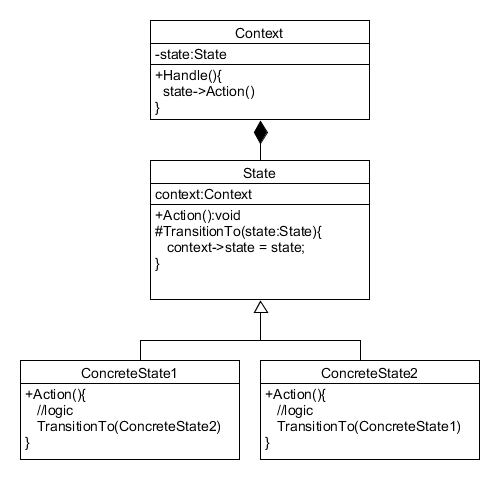 Context
-state:State
+Handle(){
state->Action()
}
State
context:Context
+Action():void
#TransitionTo(state:State){
context->state = state;
}
ConcreteState1
+Action(){
//logic
TransitionTo(ConcreteState2)
}
ConcreteState2
+Action(){
//logic
TransitionTo(ConcreteState1)
}